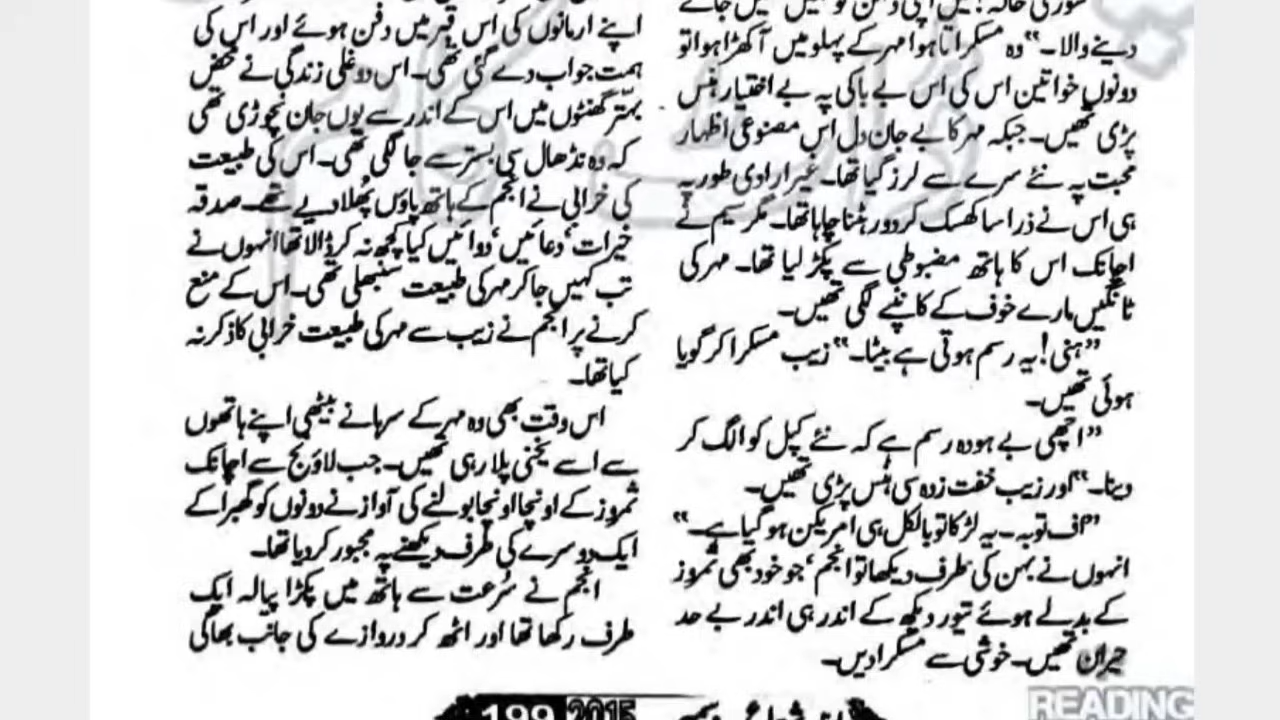 دینے والا۔“ وہ مسکراتا ہوا مہر کے پہلو میں آکھڑا ہوا تو
دونوں خواتین اس کی اس بے باکی پہ بے اختیار ہنس
پڑی تھیں۔ جبکہ مہر کا بے جان دل اس مصنوعی اظہار
محبت پہ نئے سرے سے لرز گیا تھا۔ غیر ارادی طور پہ
ہی اس نے ذرا سا کھسک کر دور ہٹنا چاہا تھا۔ مگر سیم نے
اچانک اس کا ہاتھ مضبوطی سے پکڑ لیا تھا۔ مہر کی
ٹانگیں مارے خوف کے کانپنے لگی تھیں۔
”ہنی! یہ رسم ہوتی ہے بیٹا۔“ زیب مسکرا کر گویا
ہوئی تھیں۔
”اچھی بے ہودہ رسم ہے کہ نئے کپل کو الگ کر
دینا۔“ اور زیب خفت زدہ سی ہنس پڑی تھیں۔
”اف توبہ۔ یہ لڑکا تو بالکل ہی امریکن ہو گیا ہے۔“
انہوں نے بہن کی طرف دیکھا تو انجم‘ جو خود بھی شمروز
کے بدلے ہوئے تیور دیکھ کے اندر ہی اندر بے حد
حیران تھیں۔ خوشی سے مسکرا دیں۔
اپنے ارمانوں کی اس قبر میں دفن ہوئے اور اس کی
ہمت جواب دے گئی تھی۔ اس دوغلی زندگی نے محض
بہتر گھنٹوں میں اس کے اندر سے یوں جان نچوڑی تھی
کہ وہ نڈھال سی بستر سے جا لگی تھی۔ اس کی طبیعت
کی خرابی نے انجم کے ہاتھ پاؤں پھلا دیے تھے۔ صدقہ
خیرات‘ دعائیں‘ دوائیں کیا کچھ نہ کر ڈالا تھا انہوں نے
تب کہیں جا کر مہر کی طبیعت سنبھلی تھی۔ اس کے منع
کرنے پر انجم نے زیب سے مہر کی طبیعت خرابی کا ذکر نہ
کیا تھا۔
اس وقت بھی وہ مہر کے سرہانے بیٹھی اپنے ہاتھوں
سے اسے یخنی پلا رہی تھیں۔ جب لاؤنج سے اچانک
شمروز کے اونچا اونچا بولنے کی آواز نے دونوں کو گھبرا کے
ایک دوسرے کی طرف دیکھنے پہ مجبور کر دیا تھا۔
انجم نے سُرعت سے ہاتھ میں پکڑا پیالہ ایک
طرف رکھا تھا اور اٹھ کر دروازے کی جانب بھاگی
199 2015
READING